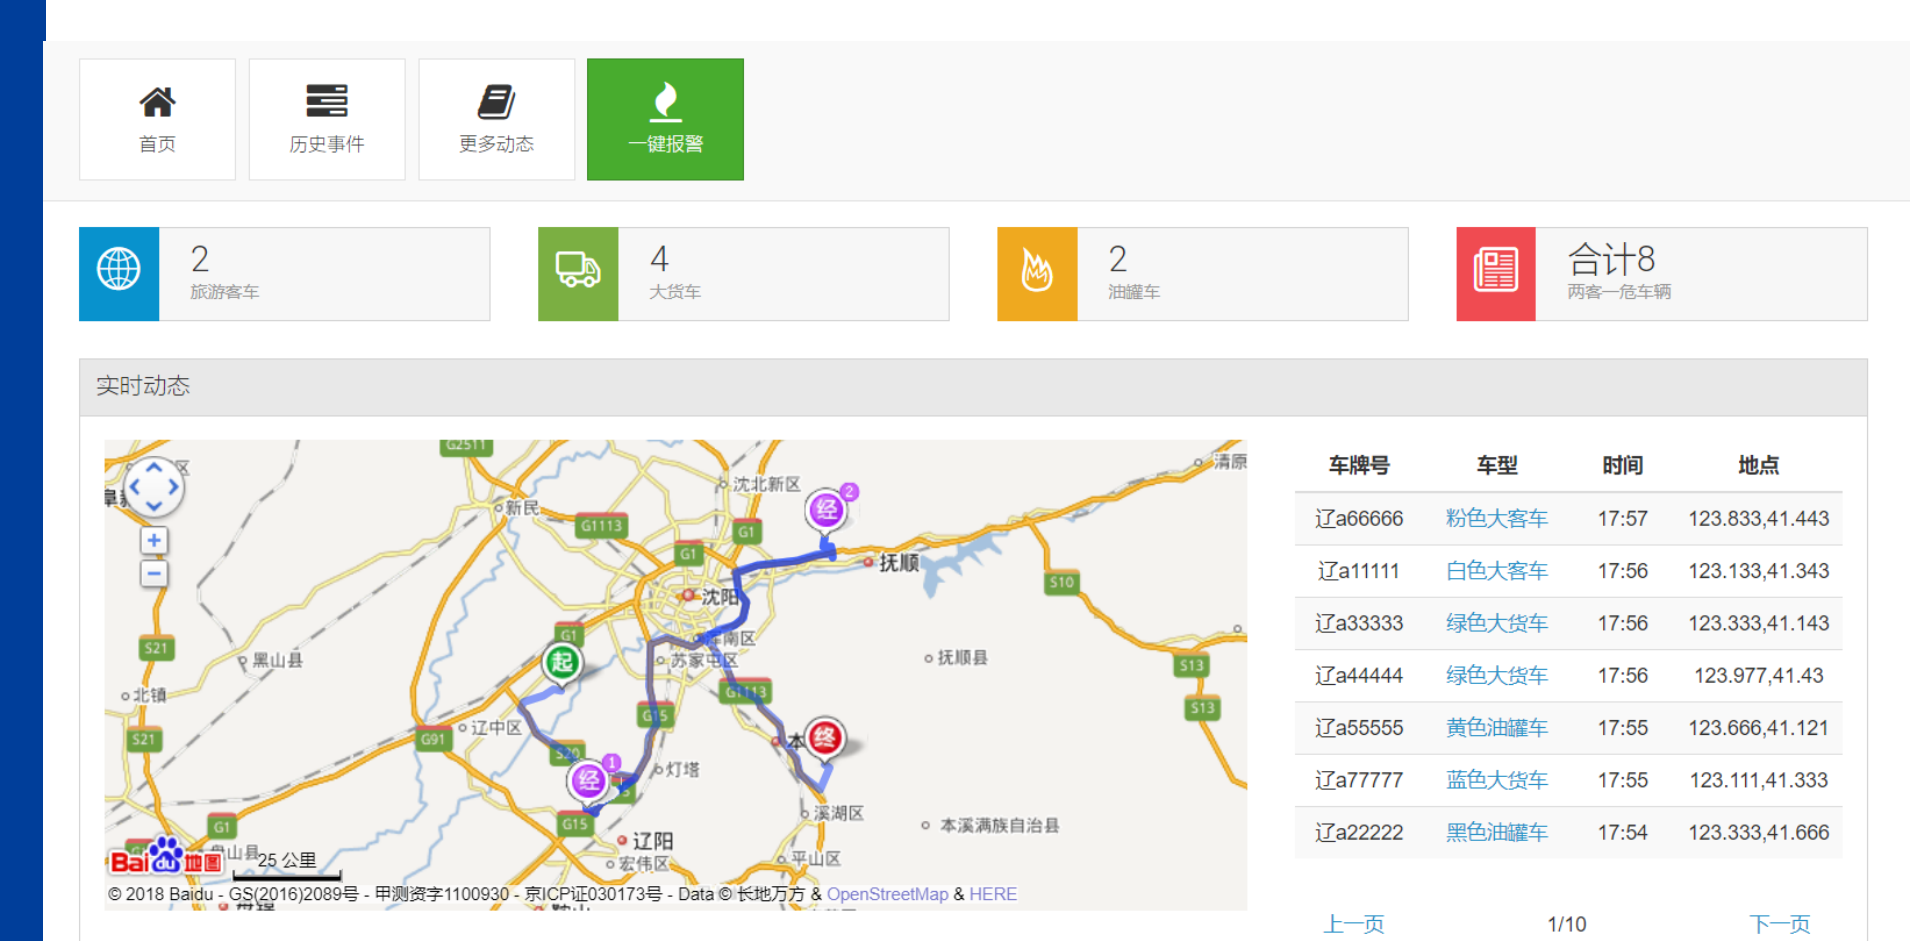 首页
历史事件
更多动态
一键报警
2
旅游客车
4
大货车
2
油罐车
合计8
两客一危车辆
实时动态
G2511
清原
沈北新区
2
经
新民
G1113
G1
G1
抚顺
S10
沈阳
G1
浑南区
S21
黑山县
起
苏家屯区
抚顺县
S13
北镇
G1113
G15
S13
辽中区
S21
G91
终
S20
1
经
灯塔
溪湖区
G1
G15
本溪满族自治县
辽阳
Bai du 地图
25 公里
宏伟区
平山区
© 2018 Baidu - GS(2016)2089号 - 甲测资字1100930 - 京ICP证030173号 - Data © 长地万方 & OpenStreetMap & HERE
车牌号 车型 时间 地点
辽a66666 粉色大客车 17:57 123.833,41.443
辽a11111 白色大客车 17:56 123.133,41.343
辽a33333 绿色大货车 17:56 123.333,41.143
辽a44444 绿色大货车 17:56 123.977,41.43
辽a55555 黄色油罐车 17:55 123.666,41.121
辽a77777 蓝色大货车 17:55 123.111,41.333
辽a22222 黑色油罐车 17:54 123.333,41.666
上一页 1/10 下一页